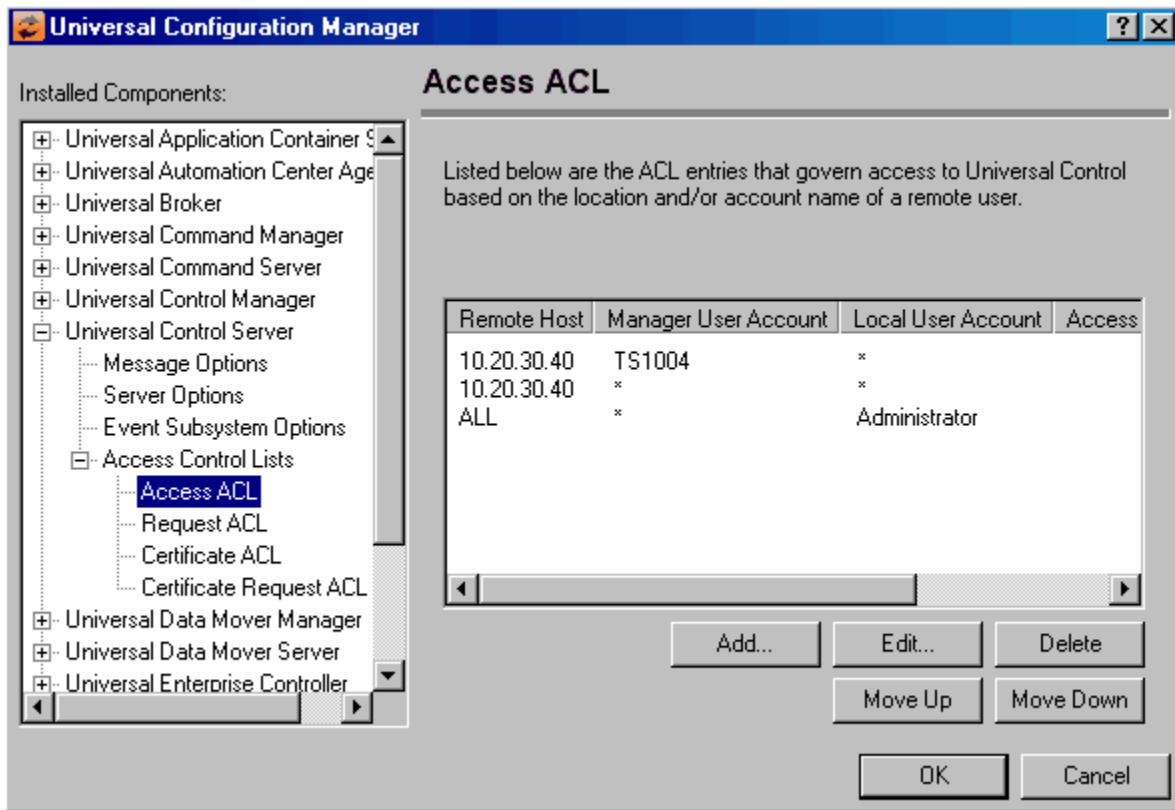 Universal Configuration Manager
Installed Components:
Universal Application Container S
Universal Automation Center Age
Universal Broker
Universal Command Manager
Universal Command Server
Universal Control Manager
Universal Control Server
Message Options
Server Options
Event Subsystem Options
Access Control Lists
Access ACL
Request ACL
Certificate ACL
Certificate Request ACL
Universal Data Mover Manager
Universal Data Mover Server
Universal Enterprise Controller
Access ACL
Listed below are the ACL entries that govern access to Universal Control
based on the location and/or account name of a remote user.
Remote Host Manager User Account Local User Account Access
10.20.30.40 TS1004 *
10.20.30.40 * *
ALL * Administrator
Add... Edit... Delete
Move Up Move Down
OK Cancel